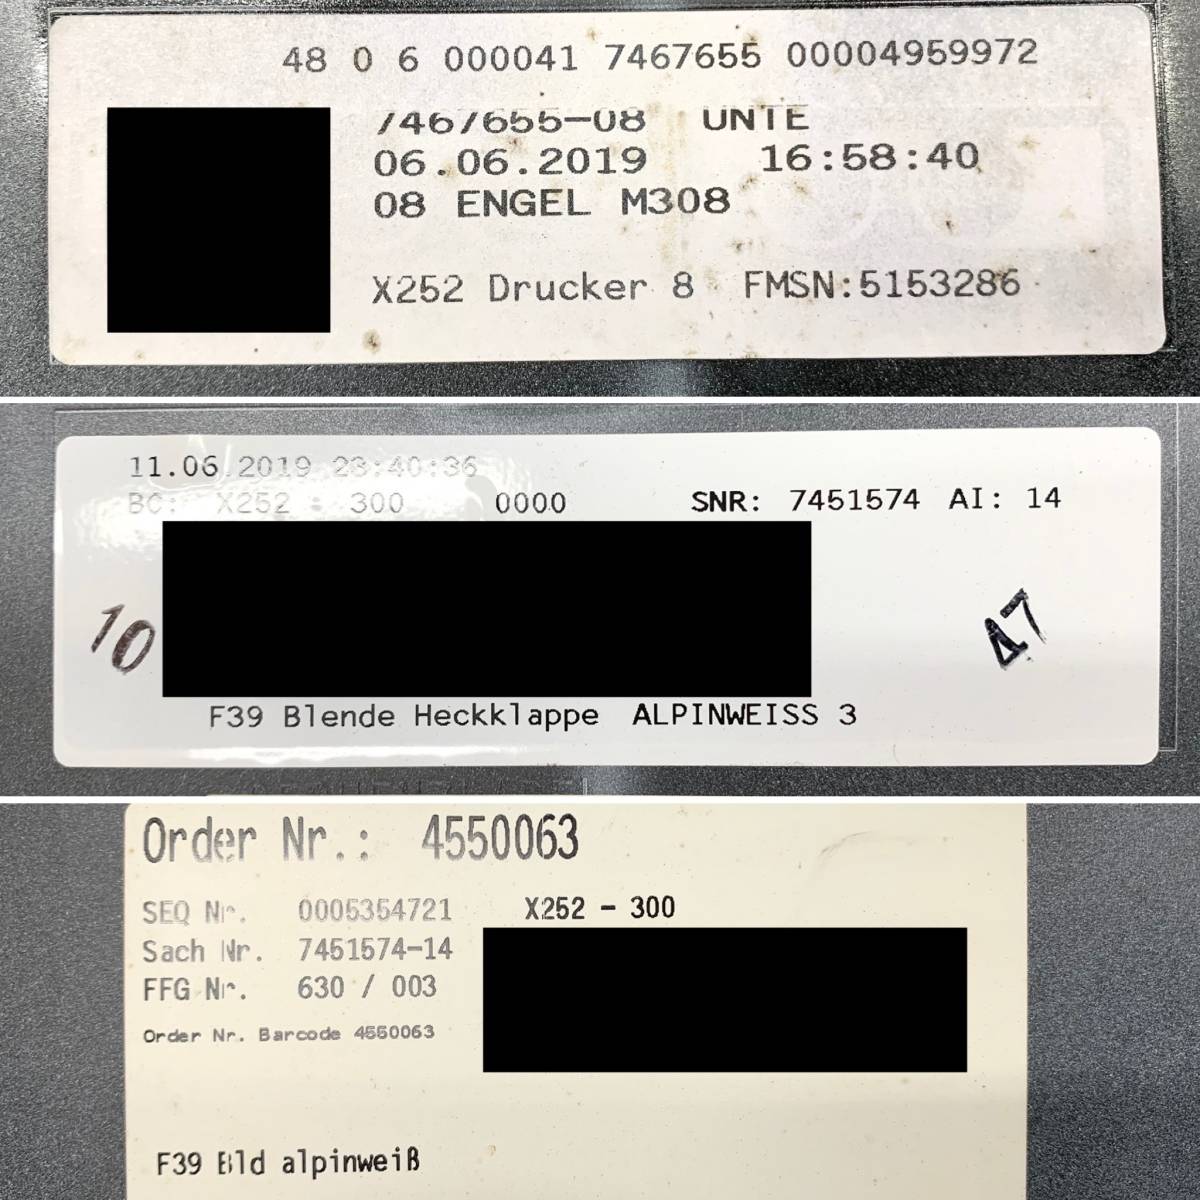 48 0 6 000041 7467655 00004959972
7467655-08 UNTE
06.06.2019 16:58:40
08 ENGEL M308
X252 Drucker 8 FMSN:5153286
11.06.2019 23:40:36
BC: X252 : 300 0000 SNR: 7451574 AI: 14
10
47
F39 Blende Heckklappe ALPINWEISS 3
Order Nr.: 4550063
SEQ Nr. 0005354721 X252 - 300
Sach Nr. 7451574-14
FFG Nr. 630 / 003
Order Nr. Barcode 4550063
F39 Bld alpinweiß